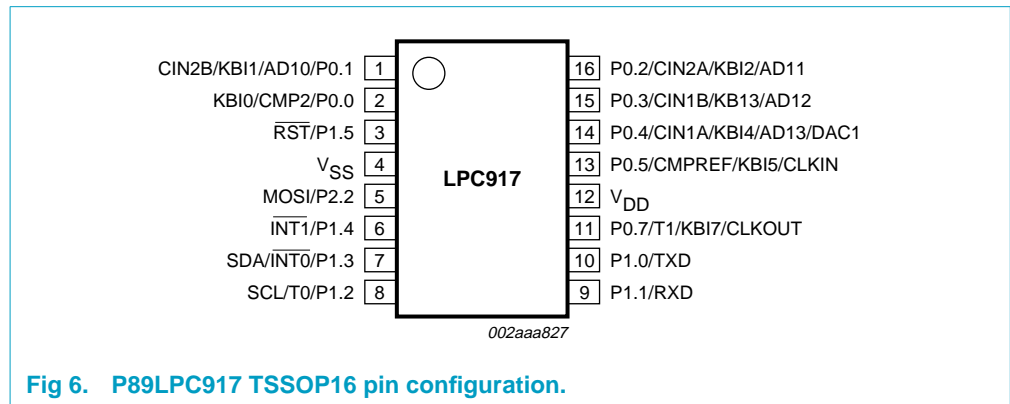 CIN2B/KBI1/AD10/P0.1 1
KBI0/CMP2/P0.0 2
RST/P1.5 3
VSS 4
MOSI/P2.2 5
INT1/P1.4 6
SDA/INT0/P1.3 7
SCL/T0/P1.2 8
LPC917
16 P0.2/CIN2A/KBI2/AD11
15 P0.3/CIN1B/KB13/AD12
14 P0.4/CIN1A/KBI4/AD13/DAC1
13 P0.5/CMPREF/KBI5/CLKIN
12 VDD
11 P0.7/T1/KBI7/CLKOUT
10 P1.0/TXD
9 P1.1/RXD
002aaa827
Fig 6. P89LPC917 TSSOP16 pin configuration.